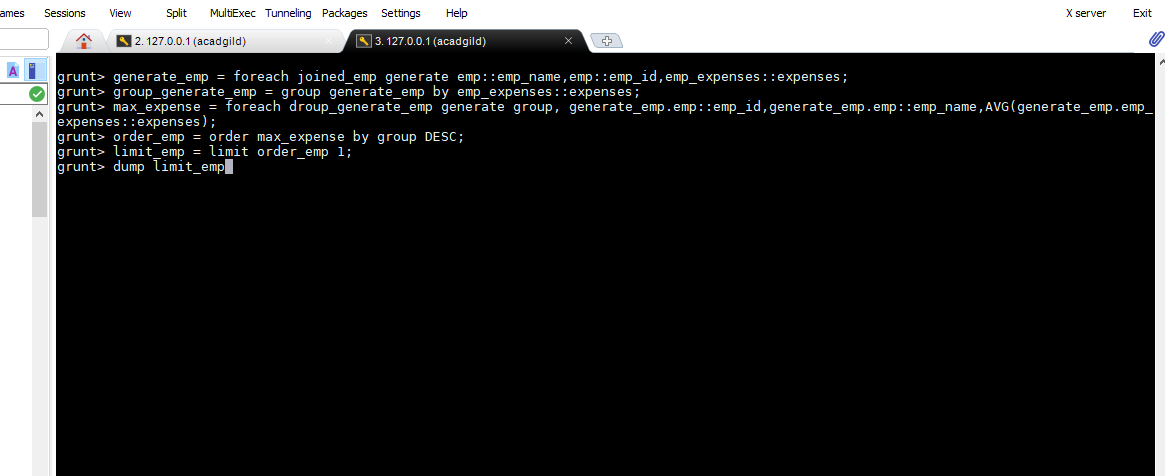 ames Sessions View Split MultiExec Tunneling Packages Settings Help X server Exit
2. 127.0.0.1 (acadgild) 3. 127.0.0.1 (acadgild)
grunt> generate_emp = foreach joined_emp generate emp::emp_name,emp::emp_id,emp_expenses::expenses;
grunt> group_generate_emp = group generate_emp by emp_expenses::expenses;
grunt> max_expense = foreach droup_generate_emp generate group, generate_emp.emp::emp_id,generate_emp.emp::emp_name,AVG(generate_emp.emp_
expenses::expenses);
grunt> order_emp = order max_expense by group DESC;
grunt> limit_emp = limit order_emp 1;
grunt> dump limit_emp